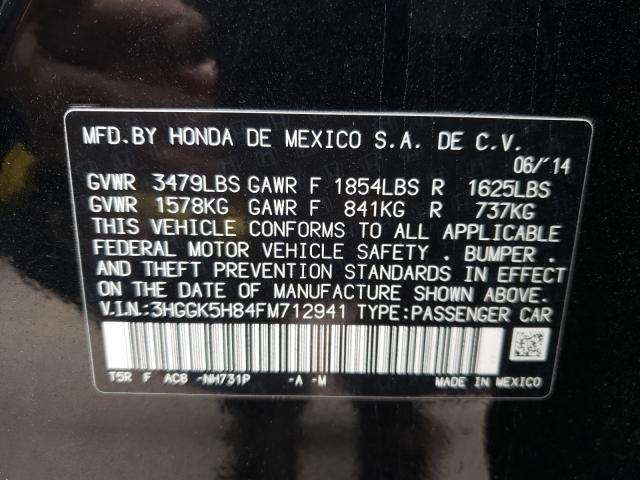 MFD.BY HONDA DE MEXICO S.A. DE C.V.
06/'14
GVWR 3479LBS GAWR F 1854LBS R 1625LBS
GVWR 1578KG GAWR F 841KG R 737KG
THIS VEHICLE CONFORMS TO ALL APPLICABLE
FEDERAL MOTOR VEHICLE SAFETY . BUMPER .
AND THEFT PREVENTION STANDARDS IN EFFECT
ON THE DATE OF MANUFACTURE SHOWN ABOVE.
V.I.N.:3HGGK5H84FM712941 TYPE:PASSENGER CAR
T5R F AC8 -NH731P -A -M MADE IN MEXICO